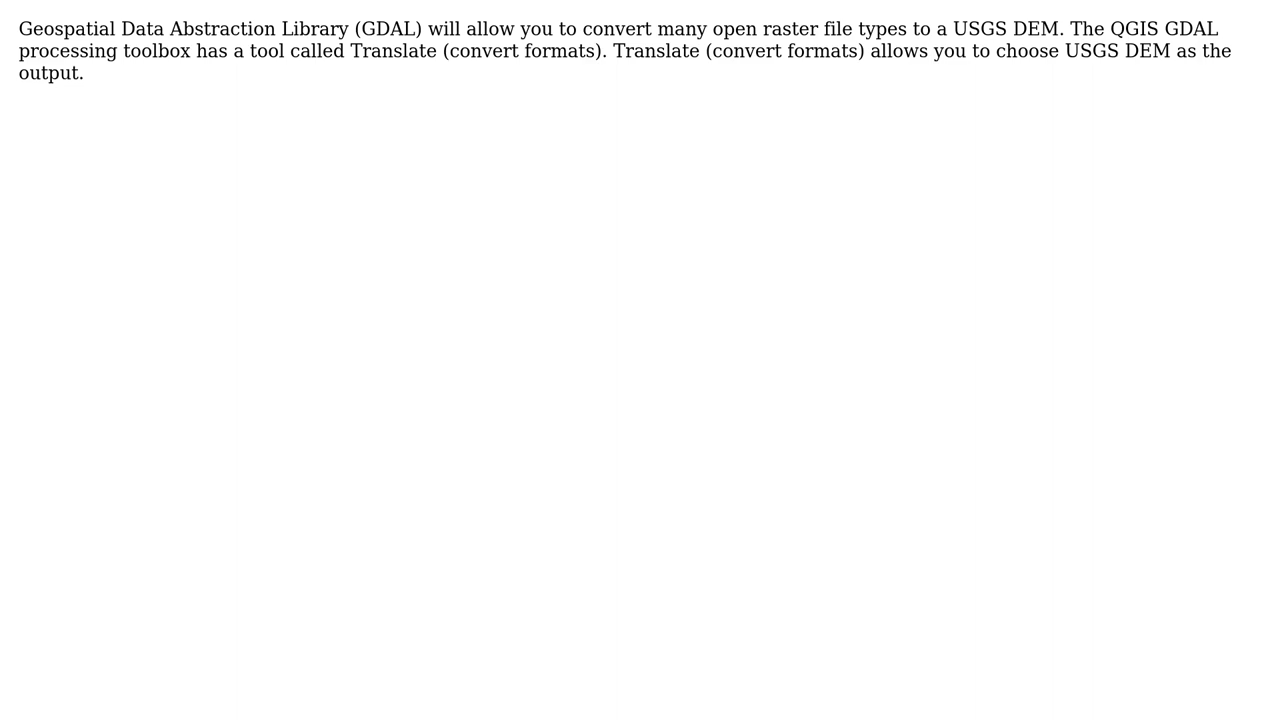 Geospatial Data Abstraction Library (GDAL) will allow you to convert many open raster file types to a USGS DEM. The QGIS GDAL
processing toolbox has a tool called Translate (convert formats). Translate (convert formats) allows you to choose USGS DEM as the
output.